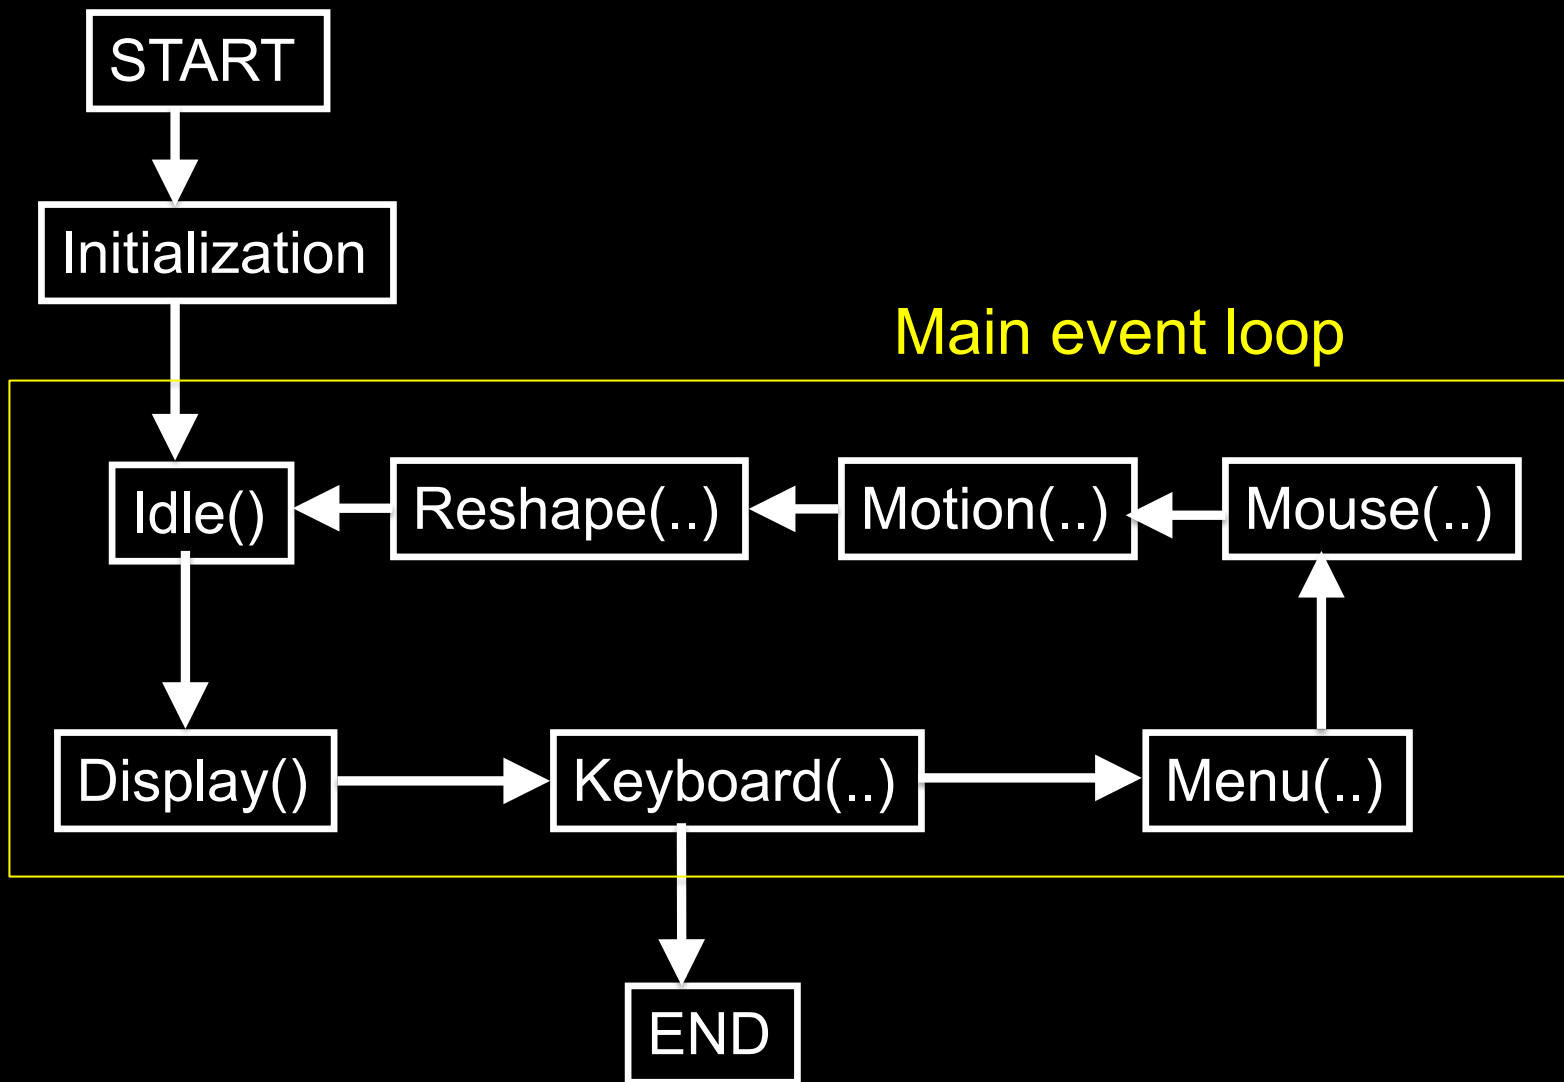 START
Initialization
Main event loop
Idle()
Reshape(..)
Motion(..)
Mouse(..)
Display()
Keyboard(..)
Menu(..)
END